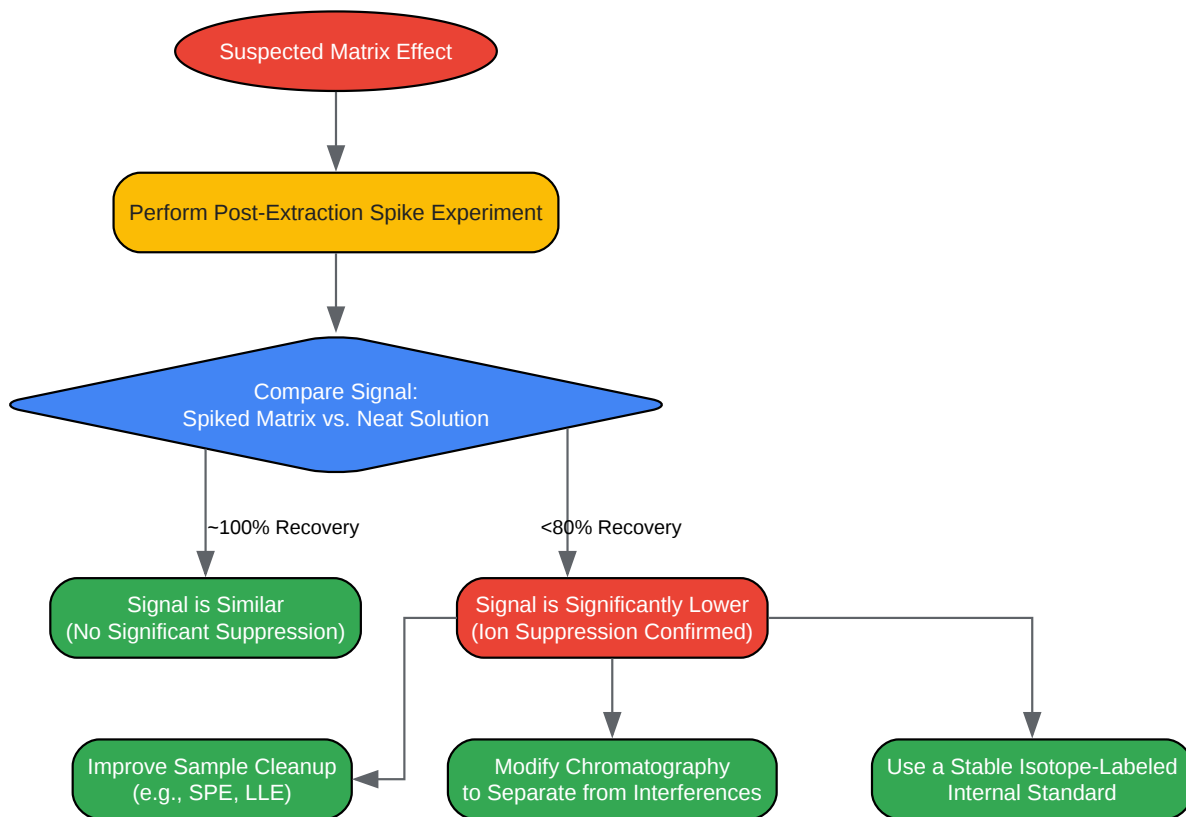 Suspected Matrix Effect
Perform Post-Extraction Spike Experiment
Compare Signal:
Spiked Matrix vs. Neat Solution
~100% Recovery
<80% Recovery
Signal is Similar
(No Significant Suppression)
Signal is Significantly Lower
(Ion Suppression Confirmed)
Improve Sample Cleanup
(e.g., SPE, LLE)
Modify Chromatography
to Separate from Interferences
Use a Stable Isotope-Labeled
Internal Standard